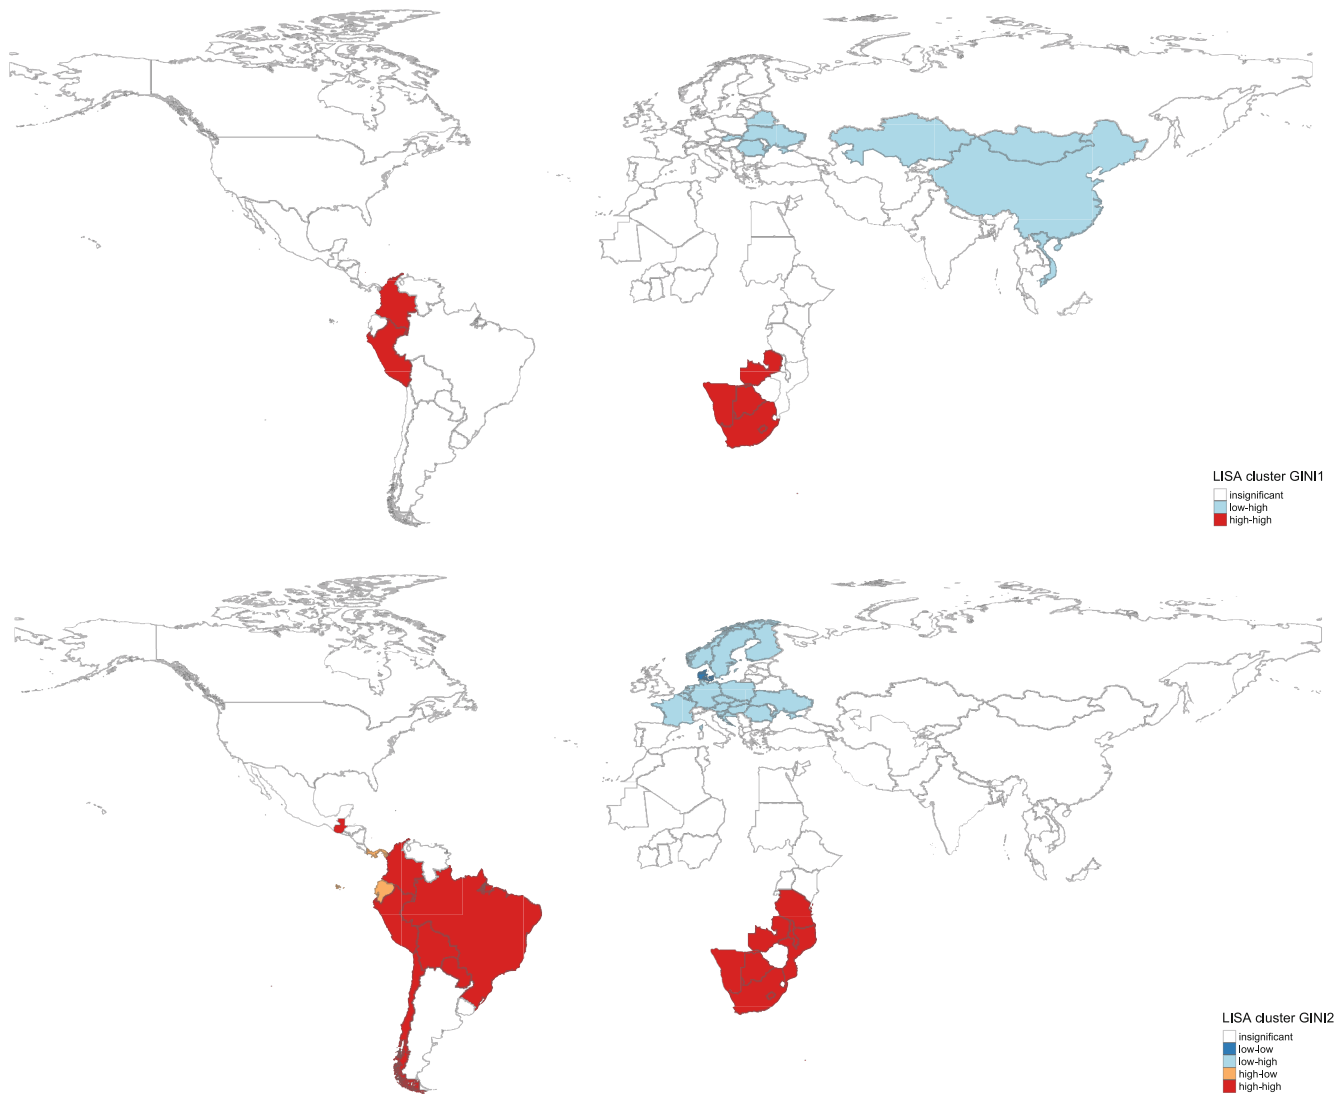 LISA cluster GINI1
insignificant
low-high
high-high
LISA cluster GINI2
insignificant
low-low
low-high
high-low
high-high